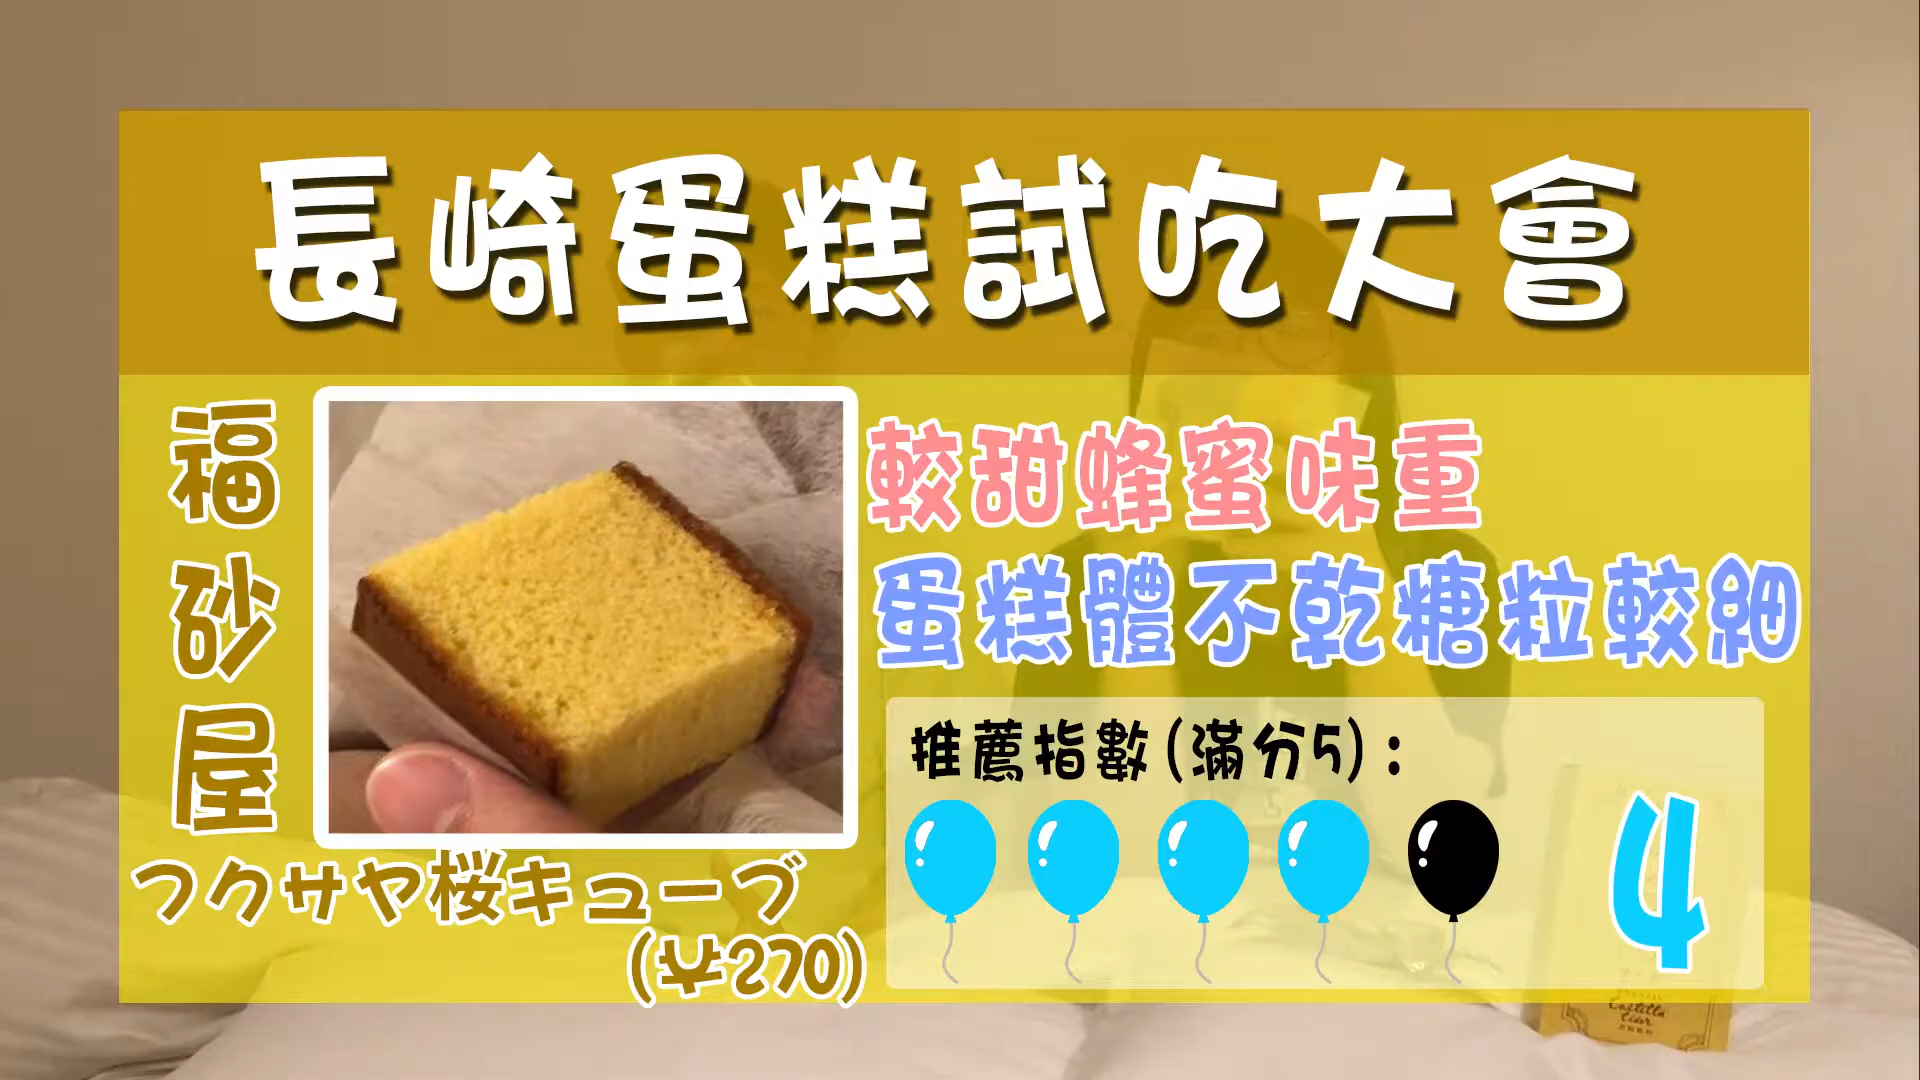 長崎蛋糕試吃大會
福砂屋
フクサヤ桜キューブ
(¥270)
較甜蜂蜜味重
蛋糕體不乾糖粒較細
推薦指數(滿分5):
4
Castilla